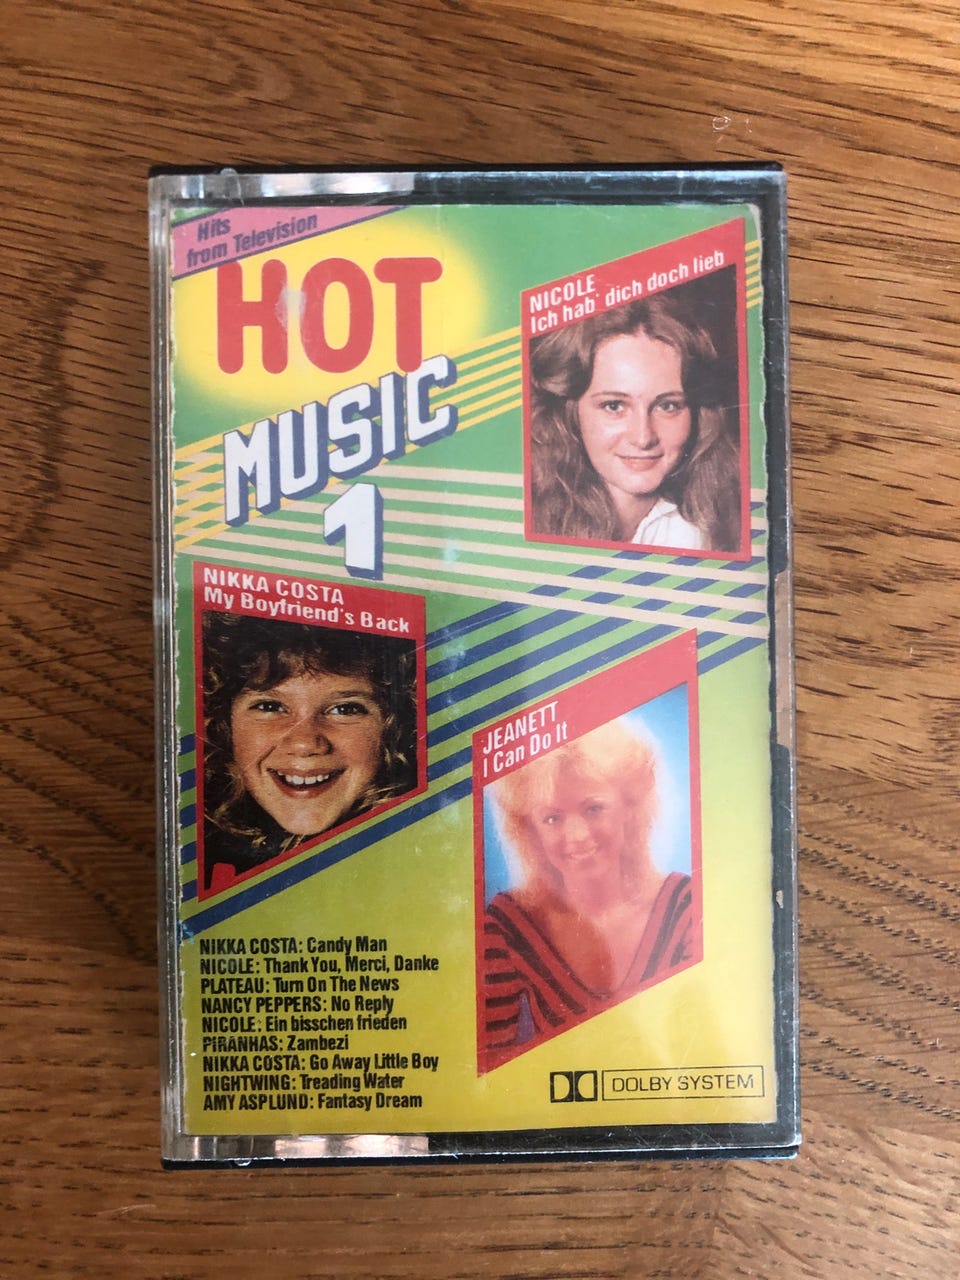 Hits
from Television
HOT
MUSIC
1
NICOLE
Ich hab' dich doch lieb
NIKKA COSTA
My Boyfriend's Back
JEANETT
I Can Do It
NIKKA COSTA: Candy Man
NICOLE: Thank You, Merci, Danke
PLATEAU: Turn On The News
NANCY PEPPERS: No Reply
NICOLE: Ein bisschen frieden
PIRANHAS: Zambezi
NIKKA COSTA: Go Away Little Boy
NIGHTWING: Treading Water
AMY ASPLUND: Fantasy Dream
DOLBY SYSTEM